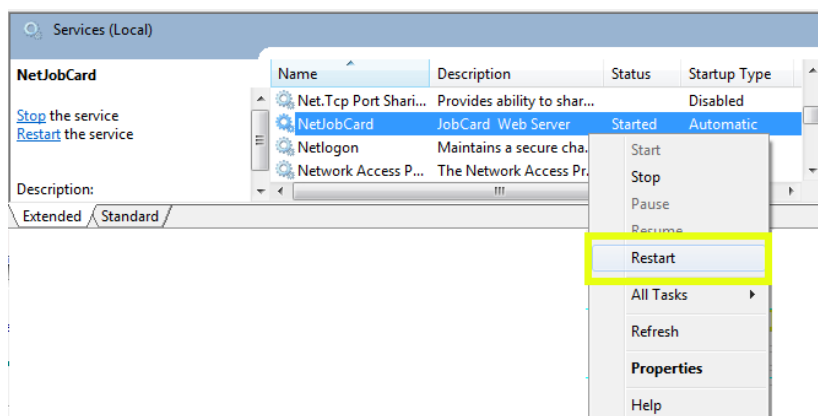 Services (Local)
NetJobCard
Stop the service
Restart the service
Description:
Name Description Status Startup Type
Net.Tcp Port Shari... Provides ability to shar... Disabled
NetJobCard JobCard Web Server Started Automatic
Netlogon Maintains a secure cha.
Network Access P... The Network Access Pr.
Extended Standard
Start
Stop
Pause
Resume
Restart
All Tasks
Refresh
Properties
Help